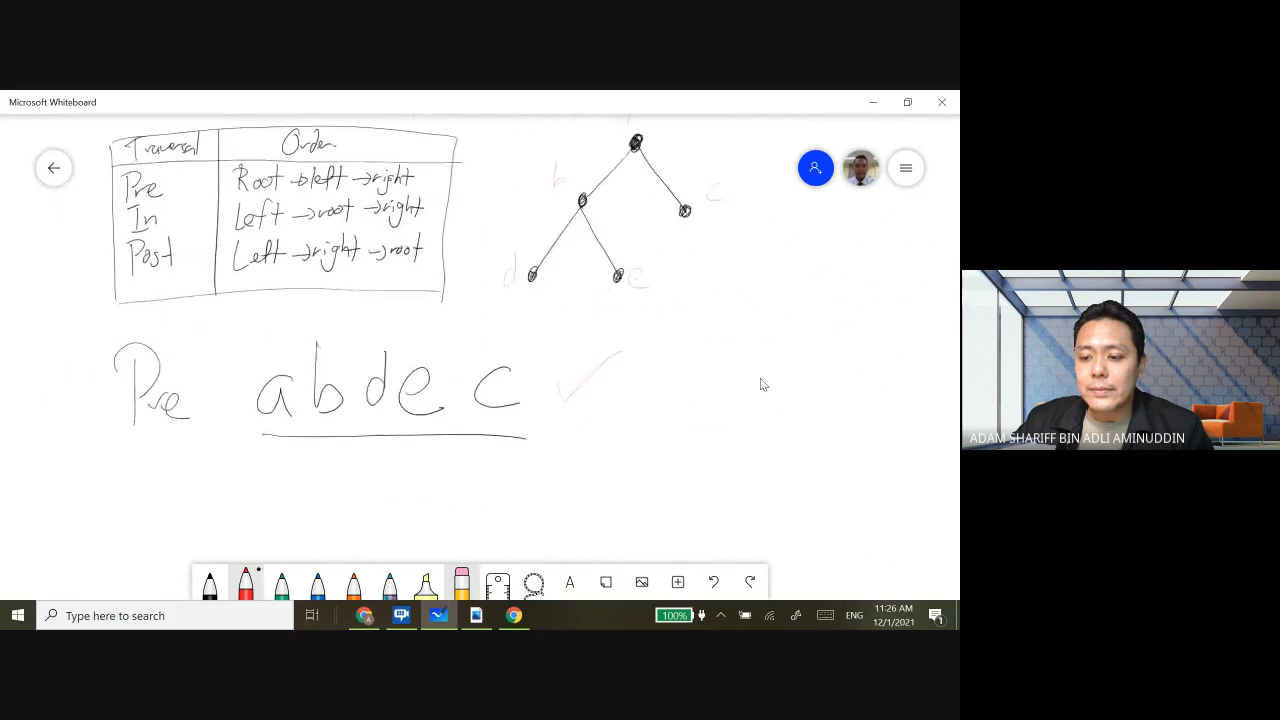 Microsoft Whiteboard
Traversal Order
Pre Root → left → right
In Left → root → right
Post Left → right → root
b
c
d
e
Pre a b d e c
ADAM SHARIFF BIN ADLI AMINUDDIN
A
Type here to search
100%
ENG
11:26 AM
12/1/2021